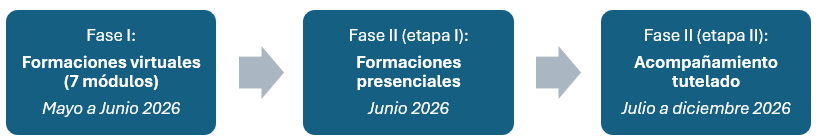 Fase I:
Formaciones virtuales
(7 módulos)
Mayo a Junio 2026
Fase II (etapa I):
Formaciones
presenciales
Junio 2026
Fase II (etapa II):
Acompañamiento
tutelado
Julio a diciembre 2026